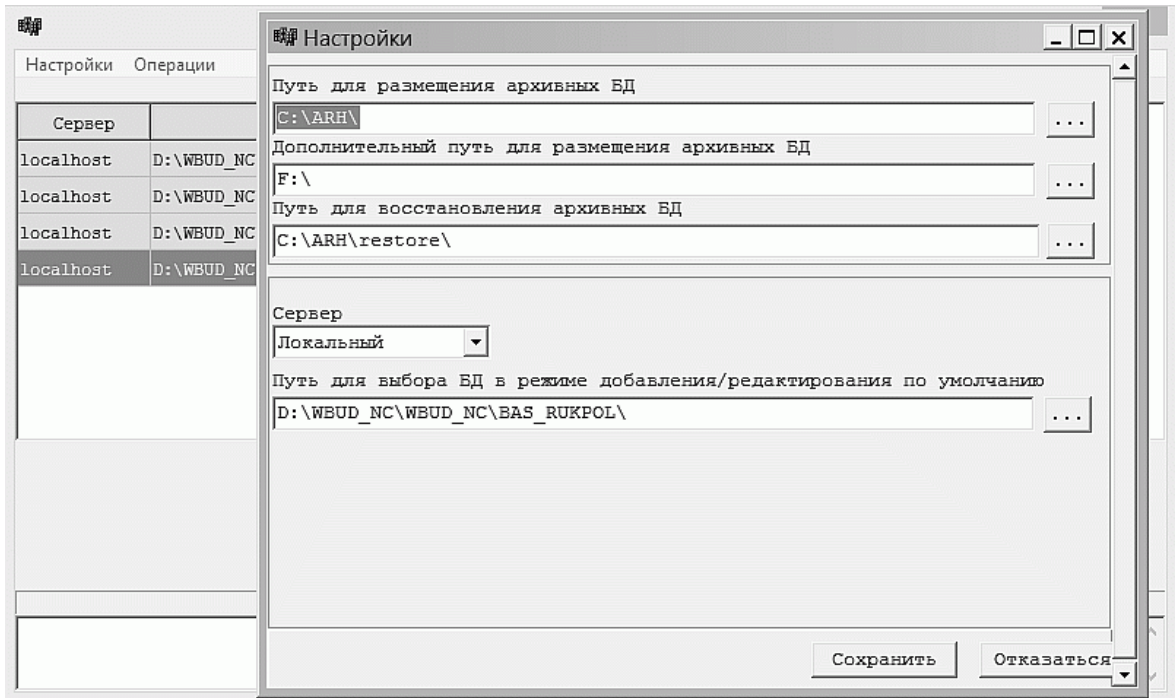 Настройки
Настройки Операции
Путь для размещения архивных БД
C:\ARH\
...
Дополнительный путь для размещения архивных БД
F:\
...
Путь для восстановления архивных БД
C:\ARH\restore\
...
Сервер
localhost D:\WBUD_NC
localhost D:\WBUD_NC
localhost D:\WBUD_NC
localhost D:\WBUD_NC
Сервер
Локальный
Путь для выбора БД в режиме добавления/редактирования по умолчанию
D:\WBUD_NC\WBUD_NC\BAS_RUKPOL\
...
Сохранить Отказаться